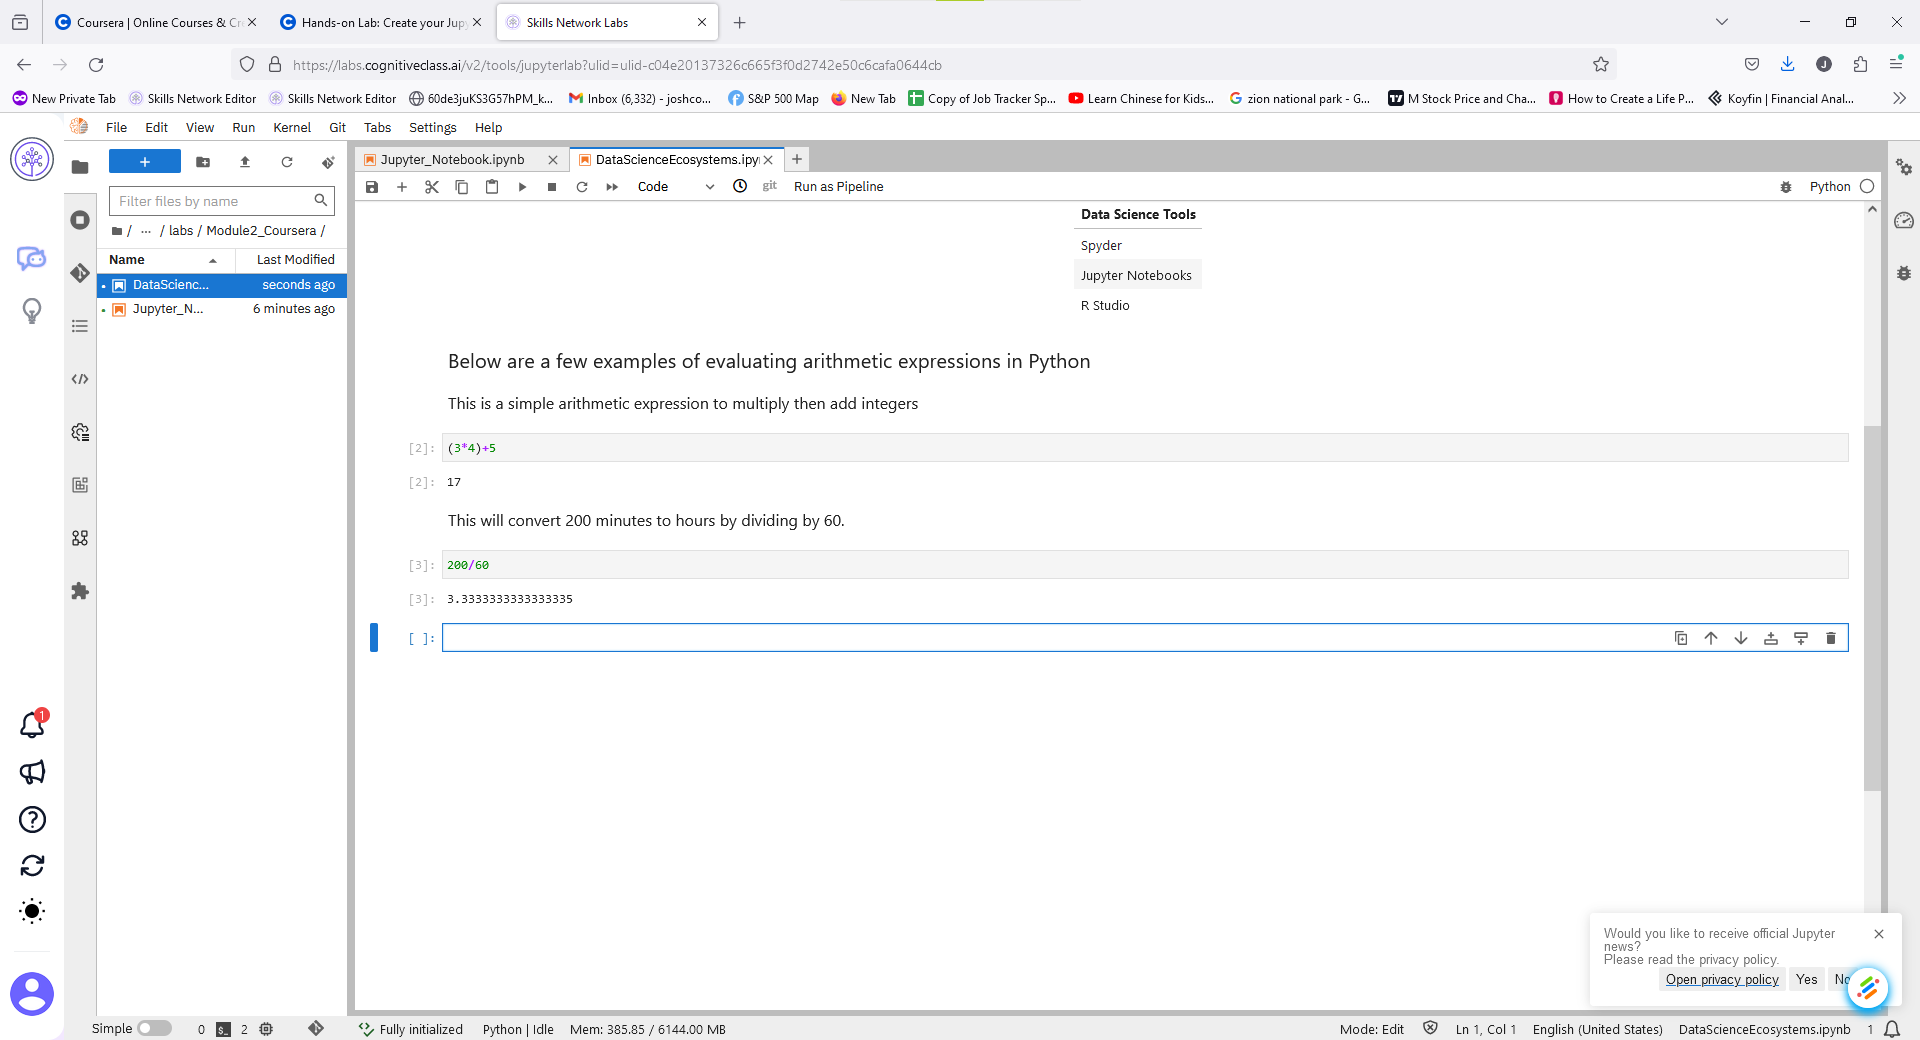 Coursera | Online Courses & Cr
Hands-on Lab: Create your Jupy
Skills Network Labs
https://labs.cognitiveclass.ai/v2/tools/jupyterlab?ulid=ulid-c04e20137326c665f3f0d2742e50c6cafa0644cb
New Private Tab
Skills Network Editor
Skills Network Editor
60de3juKS3G57hPM_k...
Inbox (6,332) - joshco...
S&P 500 Map
New Tab
Copy of Job Tracker Sp...
Learn Chinese for Kids...
zion national park - G...
M Stock Price and Cha...
How to Create a Life P...
Koyfin | Financial Anal...
File Edit View Run Kernel Git Tabs Settings Help
Jupyter_Notebook.ipynb
DataScienceEcosystems.ipy
Filter files by name
Code
git
Run as Pipeline
Python
/ ... / labs / Module2_Coursera /
Name
Last Modified
DataScienc...
seconds ago
Jupyter_N...
6 minutes ago
Data Science Tools
Spyder
Jupyter Notebooks
R Studio
Below are a few examples of evaluating arithmetic expressions in Python
This is a simple arithmetic expression to multiply then add integers
[2]: (3*4)+5
[2]: 17
This will convert 200 minutes to hours by dividing by 60.
[3]: 200/60
[3]: 3.3333333333333335
[ ]:
1
Would you like to receive official Jupyter
news?
Please read the privacy policy.
Open privacy policy
Yes
No
Simple
0
2
Fully initialized
Python | Idle
Mem: 385.85 / 6144.00 MB
Mode: Edit
Ln 1, Col 1
English (United States)
DataScienceEcosystems.ipynb
1